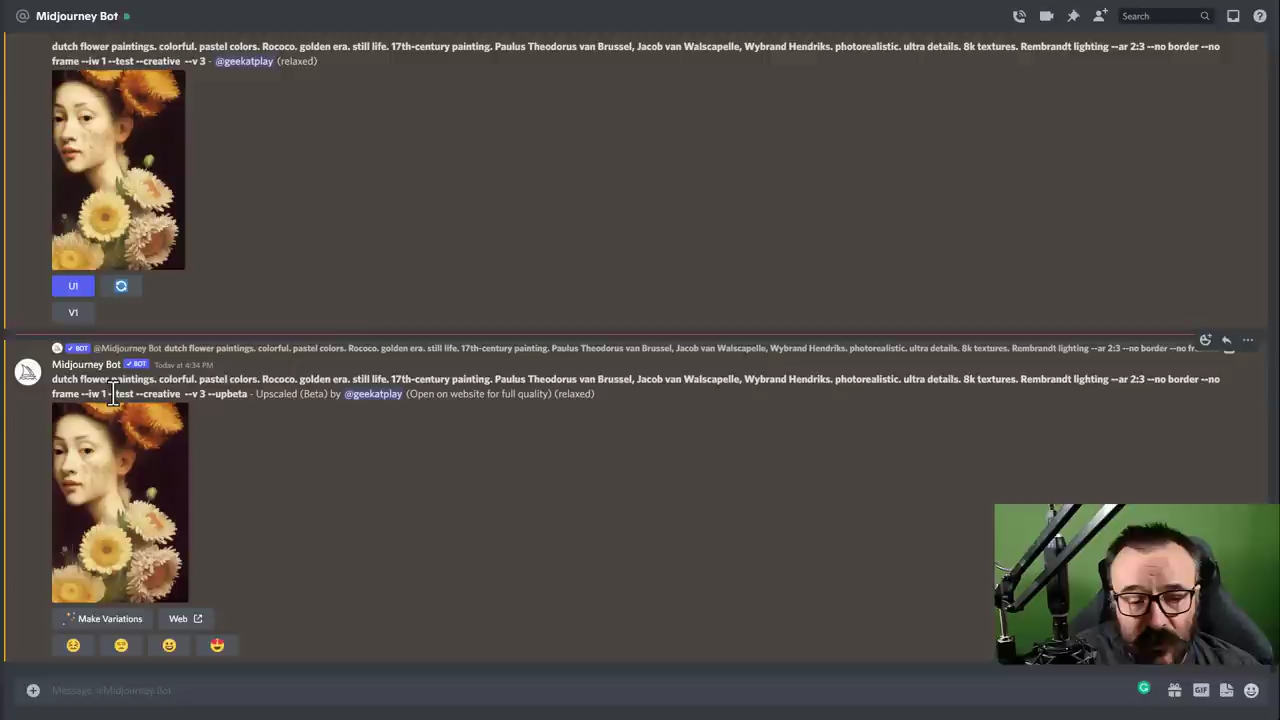 Midjourney Bot
Search
dutch flower paintings. colorful. pastel colors. Rococo. golden era. still life. 17th-century painting. Paulus Theodorus van Brussel, Jacob van Walscapelle, Wybrand Hendriks. photorealistic. ultra details. 8k textures. Rembrandt lighting --ar 2:3 --no border --no
frame --iw 1 --test --creative --v 3 - @geekatplay (relaxed)
U1
V1
BOT @Midjourney Bot dutch flower paintings. colorful. pastel colors. Rococo. golden era. still life. 17th-century painting. Paulus Theodorus van Brussel, Jacob van Walscapelle, Wybrand Hendriks. photorealistic. ultra details. 8k textures. Rembrandt lighting --ar 2:3 --no border --no fr...
Midjourney Bot BOT Today at 4:34 PM
dutch flower paintings. colorful. pastel colors. Rococo. golden era. still life. 17th-century painting. Paulus Theodorus van Brussel, Jacob van Walscapelle, Wybrand Hendriks. photorealistic. ultra details. 8k textures. Rembrandt lighting --ar 2:3 --no border --no
frame --iw 1 --test --creative --v 3 --upbeta - Upscaled (Beta) by @geekatplay (Open on website for full quality) (relaxed)
Make Variations Web
Message @Midjourney Bot
GIF